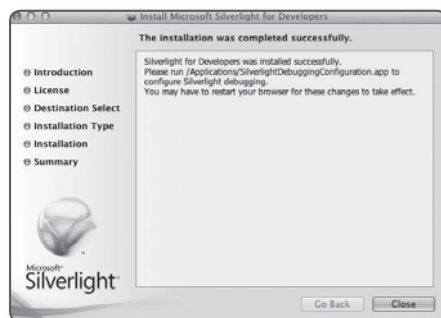 Install Microsoft Silverlight for Developers
The installation was completed successfully.
Introduction
License
Destination Select
Installation Type
Installation
Summary
Silverlight for Developers was installed successfully.
Please run /Applications/SilverlightDebuggingConfiguration.app to
configure Silverlight debugging.
You may have to restart your browser for these changes to take effect.
Microsoft®
Silverlight™
Go Back
Close